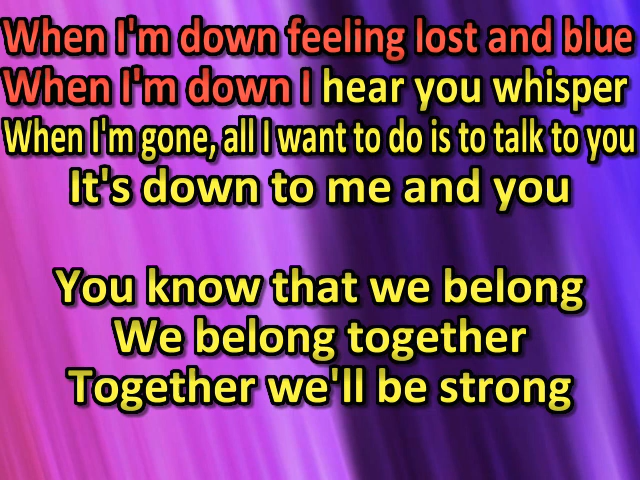 When I'm down feeling lost and blue
When I'm down I hear you whisper
When I'm gone, all I want to do is to talk to you
It's down to me and you
You know that we belong
We belong together
Together we'll be strong